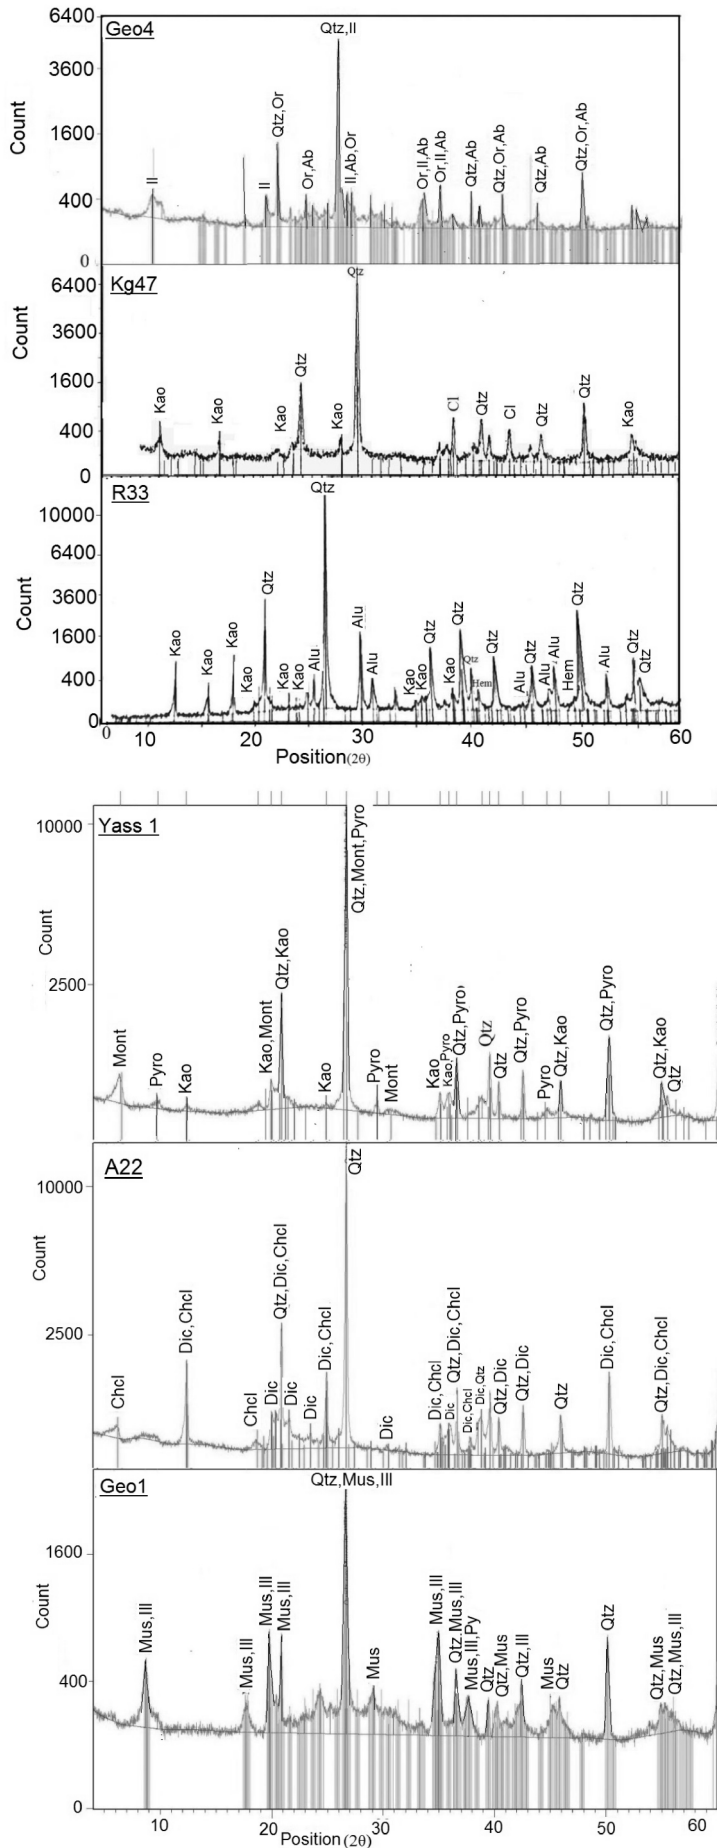 6400
Geo4
Qtz,Il
3600
Count
1600
Qtz,Or
Il
Il
Or,Ab
Il,Ab,Or
Or,Il,Ab
Or,Il,Ab
Qtz,Ab
Qtz,Or,Ab
Qtz,Ab
Qtz,Or,Ab
400
0
Kg47
Qtz
6400
3600
Count
1600
Kao
Kao
Kao
Qtz
Kao
Cl
Qtz
Cl
Qtz
Qtz
Kao
400
0
R33
Qtz
10000
6400
Count
3600
1600
Kao
Kao
Kao
Kao
Qtz
Kao
Kao
Alu
Alu
Alu
Kao
Kao
Qtz
Kao
Qtz
Qtz
Hem
Qtz
Alu
Qtz
Alu
Alu
Hem
Qtz
Alu
Qtz
Qtz
400
0
0
10
20
30
40
50
60
Position(2θ)
10000
Yass 1
Qtz,Mont,Pyro
Count
2500
Mont
Pyro
Kao
Kao,Mont
Qtz,Kao
Kao
Pyro
Mont
Kao
Kao,Pyro
Qtz,Pyro
Qtz
Qtz
Qtz,Pyro
Pyro
Qtz,Kao
Qtz,Pyro
Qtz,Kao
Qtz
A22
Qtz
10000
Count
2500
Chcl
Dic,Chcl
Chcl
Dic
Qtz,Dic,Chcl
Dic
Dic
Dic,Chcl
Dic
Dic,Chcl
Dic
Qtz,Dic,Chcl
Dic,Chcl
Dic,Qtz
Qtz,Dic
Qtz,Dic
Qtz
Dic,Chcl
Qtz,Dic,Chcl
Geo1
Qtz,Mus,Ill
1600
Count
Mus,Ill
Mus,Ill
Mus,Ill
Mus,Ill
Mus
Mus,Ill
Qtz,Mus,Ill
Mus,Ill,Py
Qtz
Qtz,Mus
Qtz,Ill
Mus
Qtz
Qtz
Qtz,Mus
Qtz,Mus,Ill
400
0
10
20
30
40
50
60
Position(2θ)